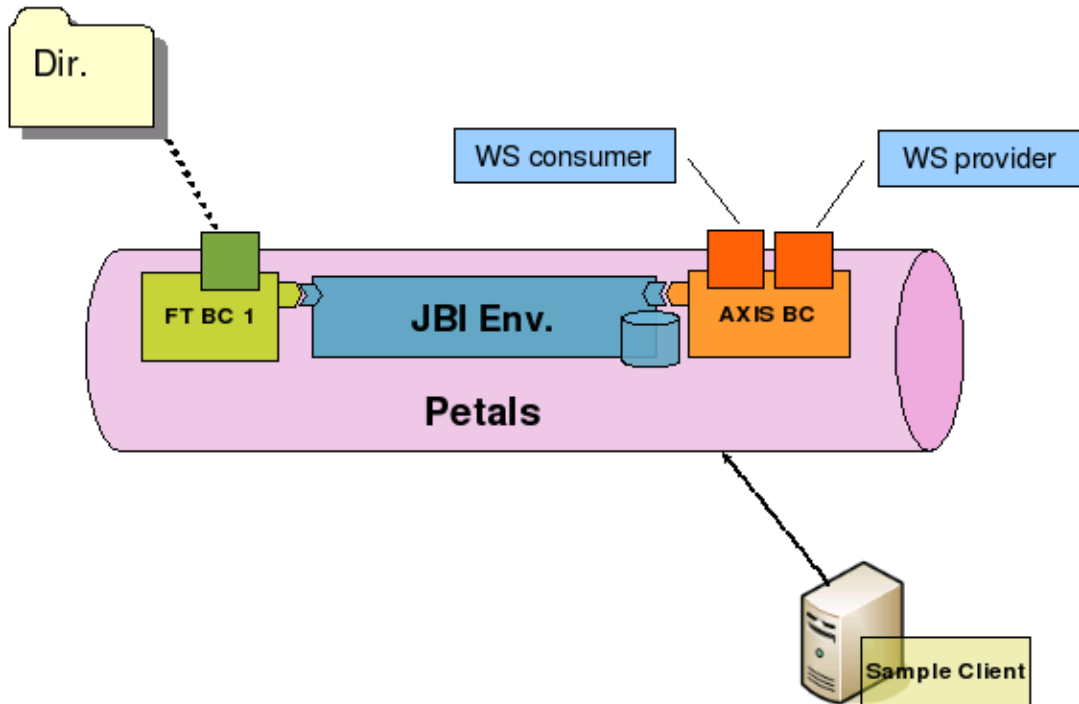 Dir.
WS consumer
WS provider
FT BC 1
JBI Env.
AXIS BC
Petals
Sample Client